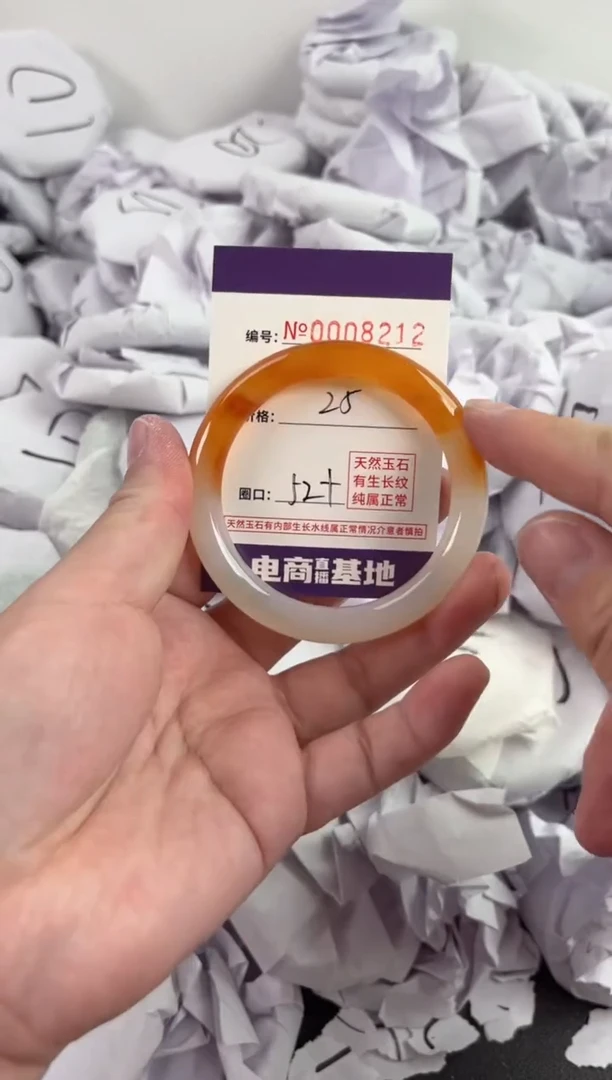 编号: №0008212
价格: 28
圈口: 52+
天然玉石
有生长纹
纯属正常
天然玉石有内部生长水线属正常情况介意者慎拍
电商直播基地